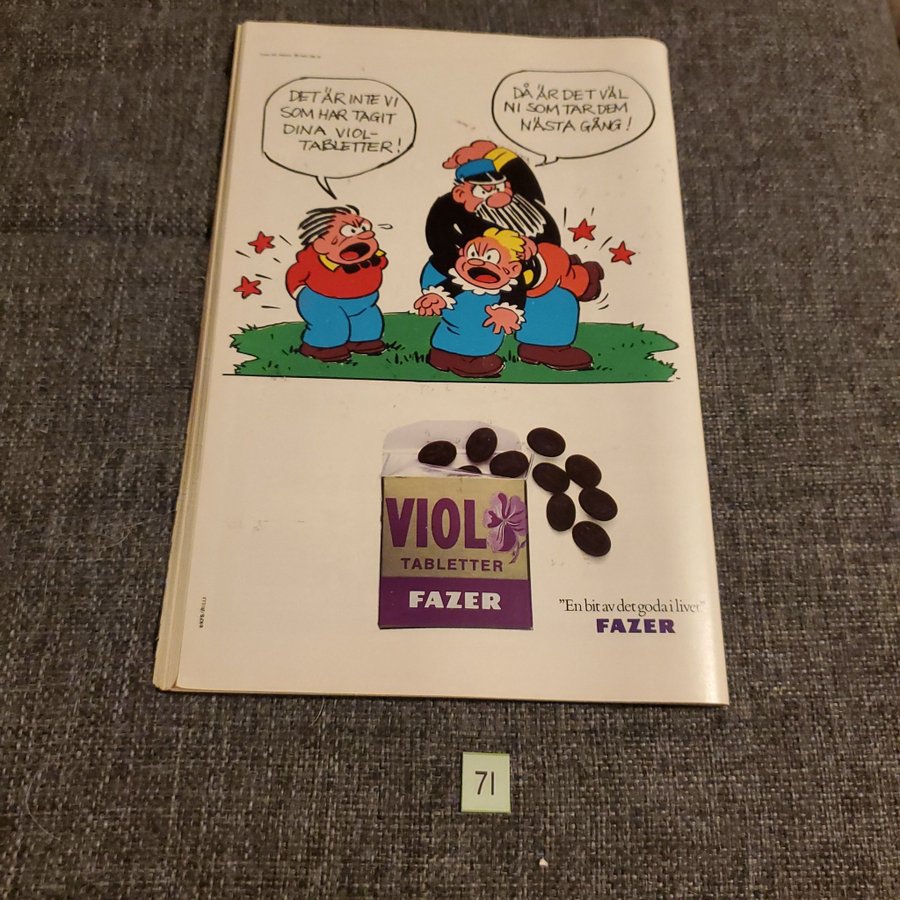 DET ÄR INTE VI
SOM HAR TAGIT
DINA VIOL-
TABLETTER!
DÅ ÄR DET VÄL
NI SOM TAR DEM
NÄSTA GÅNG!
VIOL
TABLETTER
FAZER
"En bit av det goda i livet."
FAZER
71